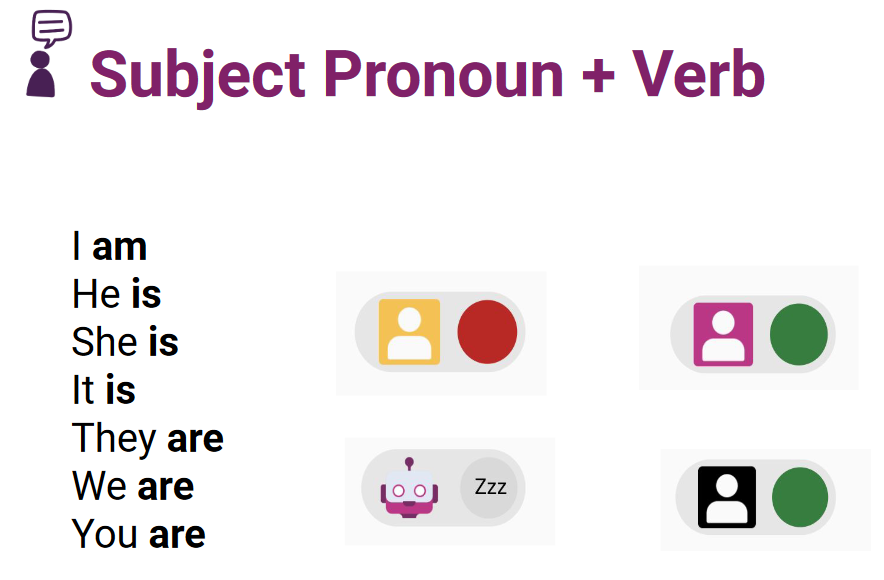 Subject Pronoun + Verb
I am
He is
She is
It is
They are
We are
You are
Zzz